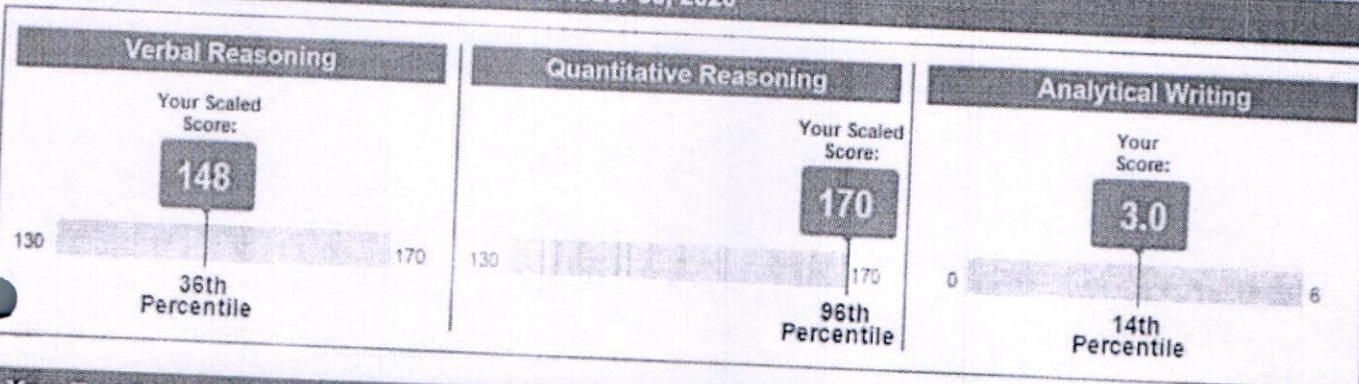 Verbal Reasoning
Your Scaled
Score:
148
130
170
36th
Percentile
Quantitative Reasoning
Your Scaled
Score:
170
130
170
96th
Percentile
Analytical Writing
Your
Score:
3.0
0
6
14th
Percentile